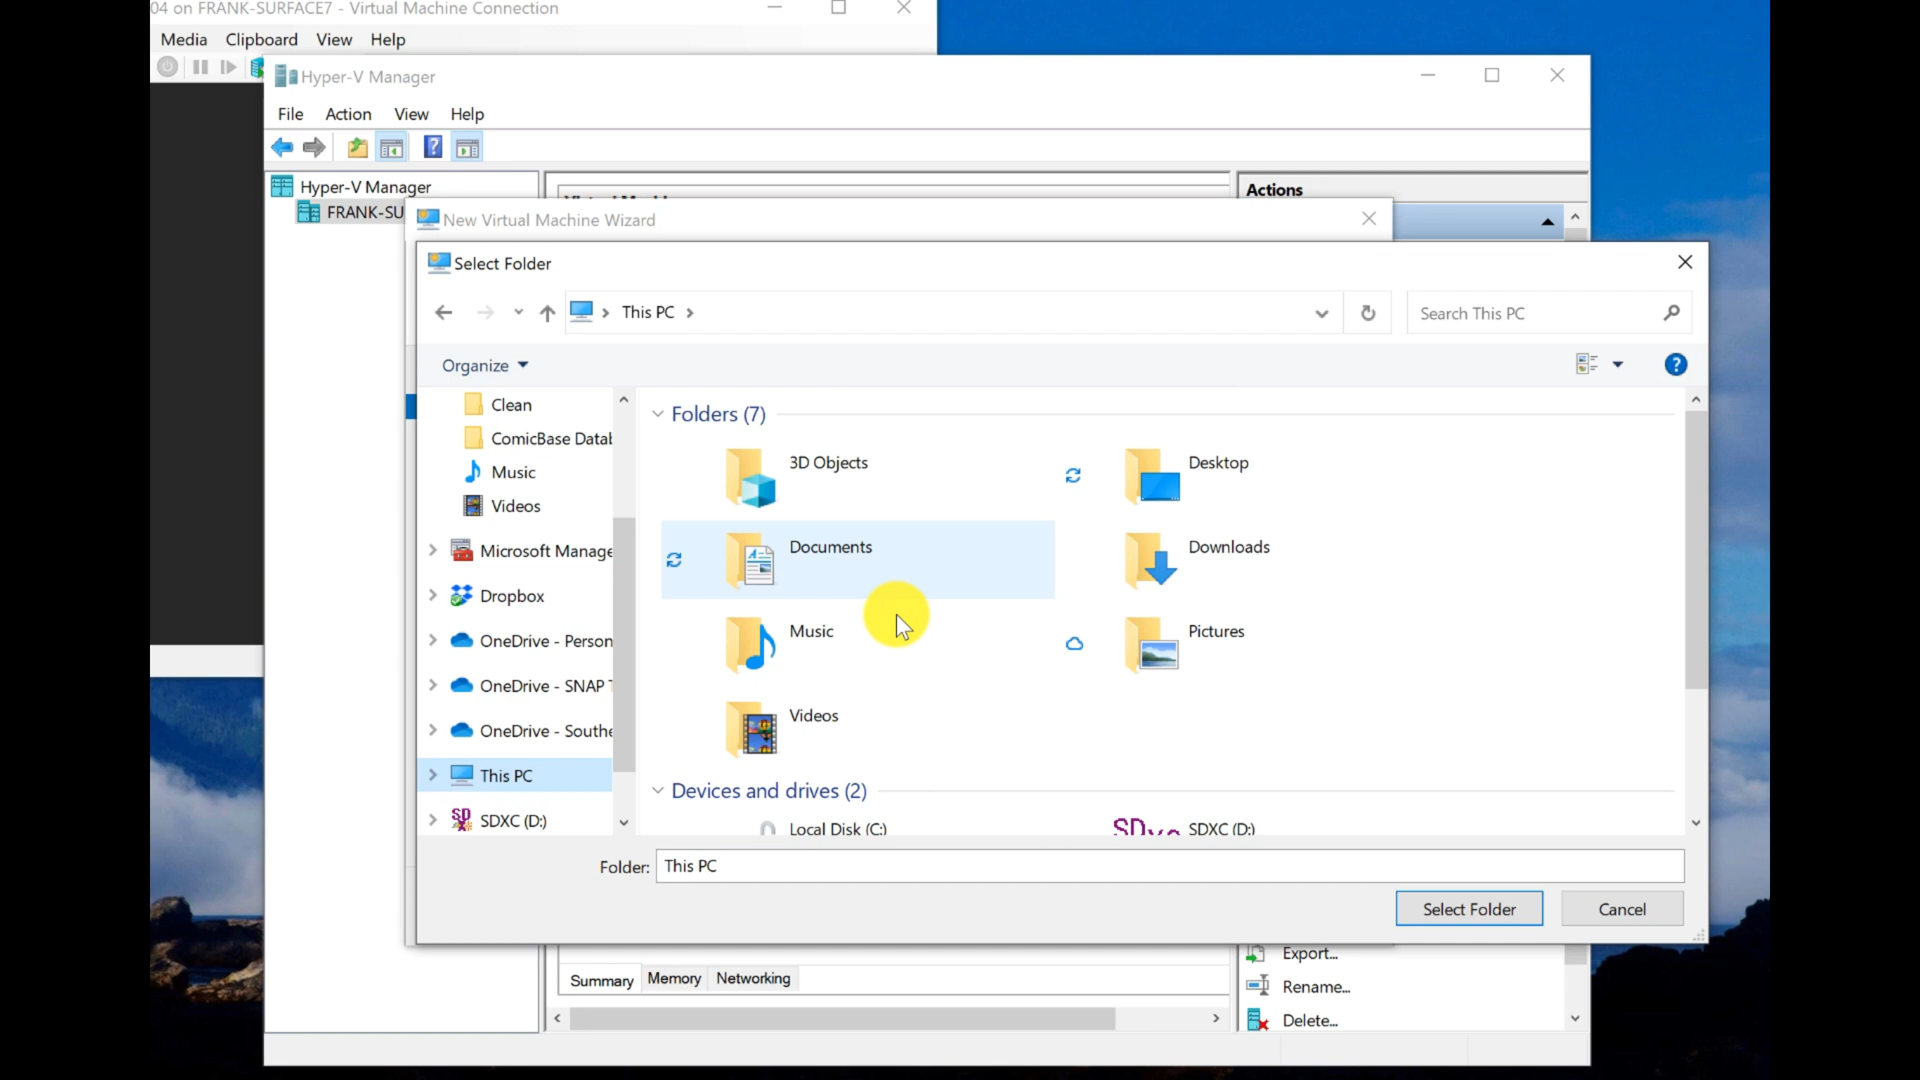 04 on FRANK-SURFACE7 - Virtual Machine Connection
Media Clipboard View Help
Hyper-V Manager
File Action View Help
Hyper-V Manager
FRANK-SU
Actions
New Virtual Machine Wizard
Select Folder
This PC
Search This PC
Organize
Clean
ComicBase Datab
Music
Videos
Microsoft Manage
Dropbox
OneDrive - Person
OneDrive - SNAP T
OneDrive - Southe
This PC
SDXC (D:)
Folders (7)
3D Objects
Desktop
Documents
Downloads
Music
Pictures
Videos
Devices and drives (2)
Local Disk (C:)
SDXC (D:)
Folder: This PC
Select Folder Cancel
Export...
Rename...
Delete...
Summary Memory Networking